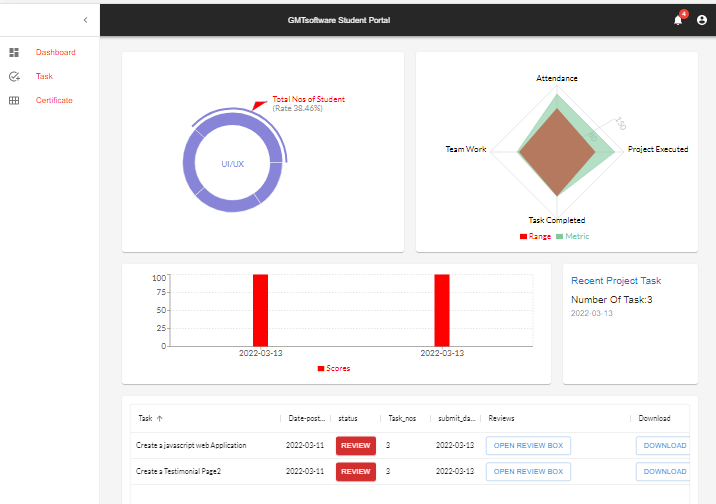 GMTsoftware Student Portal
4
Dashboard
Task
Certificate
Total Nos of Student
(Rate 38.46%)
UI/UX
Attendance
150
Team Work
Project Executed
Task Completed
Range Metric
100
75
50
25
0
2022-03-13 2022-03-13
Scores
Recent Project Task
Number Of Task:3
2022-03-13
Task Date-post... status Task_nos submit_da... Reviews Download
Create a javascript web Application 2022-03-11 REVIEW 3 2022-03-13 OPEN REVIEW BOX DOWNLOAD
Create a Testimonial Page2 2022-03-11 REVIEW 3 2022-03-13 OPEN REVIEW BOX DOWNLOAD